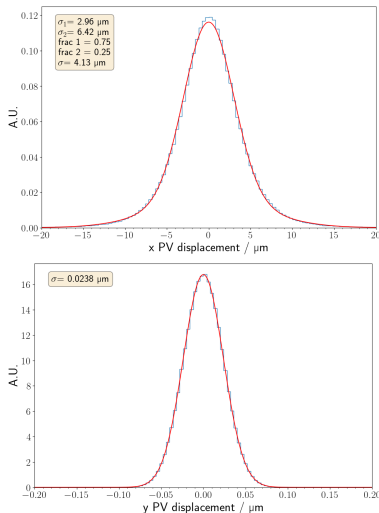 0.12
0.10
0.08
0.06
0.04
0.02
0.00
A.U.
σ₁= 2.96 µm
σ₂= 6.42 µm
frac 1 = 0.75
frac 2 = 0.25
σ= 4.13 µm
−20 −15 −10 −5 0 5 10 15 20
x PV displacement / µm
16
14
12
10
8
6
4
2
0
A.U.
σ= 0.0238 µm
−0.20 −0.15 −0.10 −0.05 0.00 0.05 0.10 0.15 0.20
y PV displacement / µm